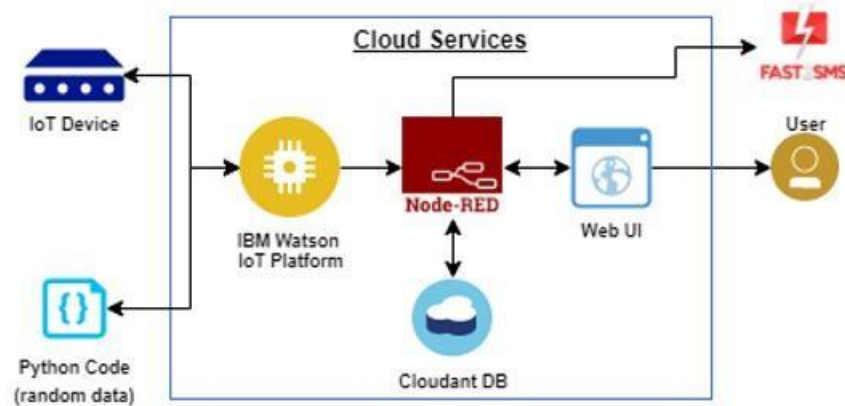 Cloud Services
FAST2SMS
IoT Device
User
Node-RED
IBM Watson
IoT Platform
Web UI
Python Code
(random data)
Cloudant DB